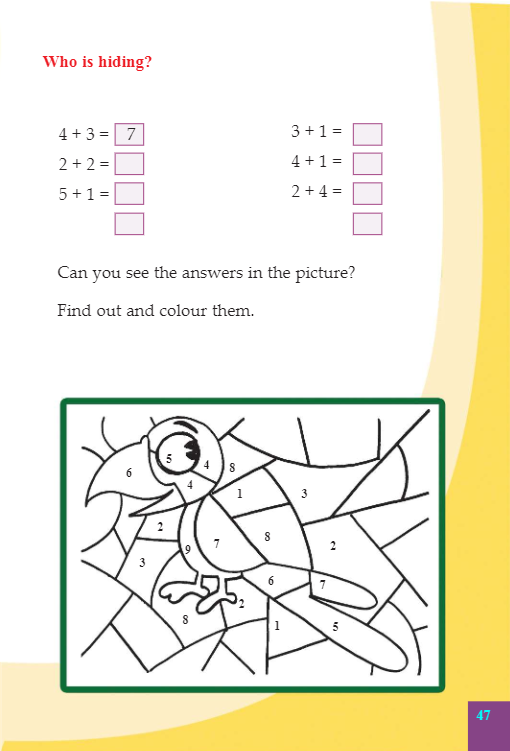 Who is hiding?
4 + 3 = 7
2 + 2 =
5 + 1 =
3 + 1 =
4 + 1 =
2 + 4 =
Can you see the answers in the picture?
Find out and colour them.
5
4
8
6
4
1
3
2
9
7
8
2
3
6
7
2
8
1
5
47